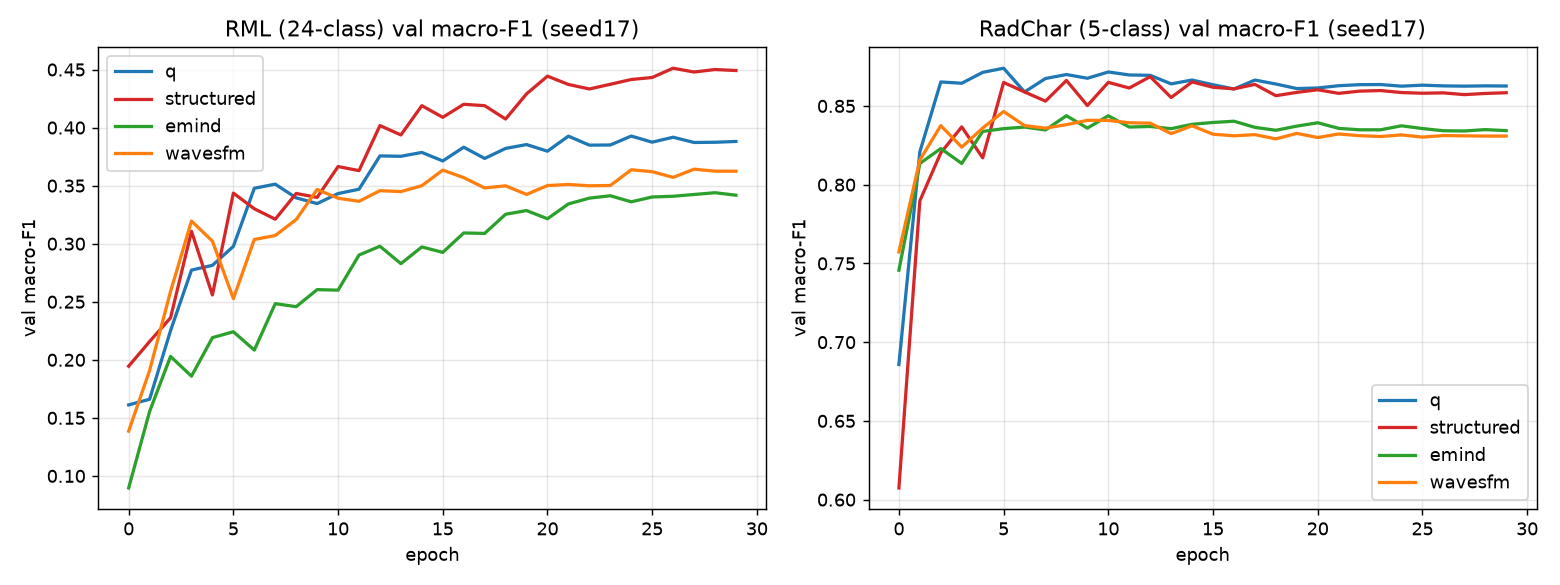 RML (24-class) val macro-F1 (seed17)
val macro-F1
0.45
0.40
0.35
0.30
0.25
0.20
0.15
0.10
q
structured
emind
wavesfm
0 5 10 15 20 25 30
epoch
RadChar (5-class) val macro-F1 (seed17)
val macro-F1
0.85
0.80
0.75
0.70
0.65
0.60
q
structured
emind
wavesfm
0 5 10 15 20 25 30
epoch